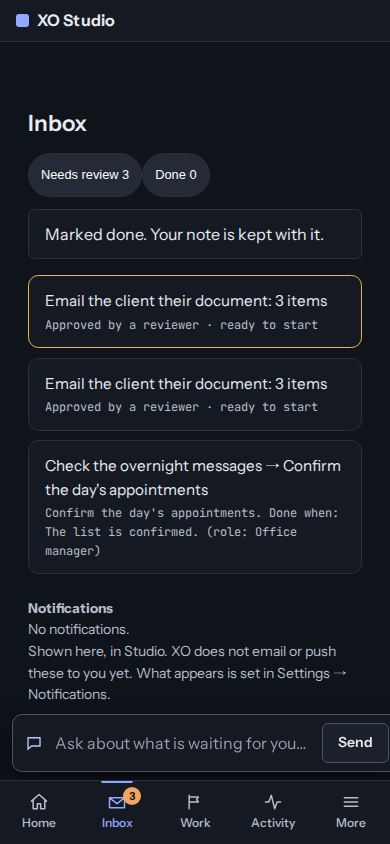 XO Studio
Inbox
Needs review 3
Done 0
Marked done. Your note is kept with it.
Email the client their document: 3 items
Approved by a reviewer · ready to start
Email the client their document: 3 items
Approved by a reviewer · ready to start
Check the overnight messages → Confirm
the day's appointments
Confirm the day's appointments. Done when:
The list is confirmed. (role: Office
manager)
Notifications
No notifications.
Shown here, in Studio. XO does not email or push
these to you yet. What appears is set in Settings →
Notifications.
Ask about what is waiting for you...
Send
3
Home
Inbox
Work
Activity
More